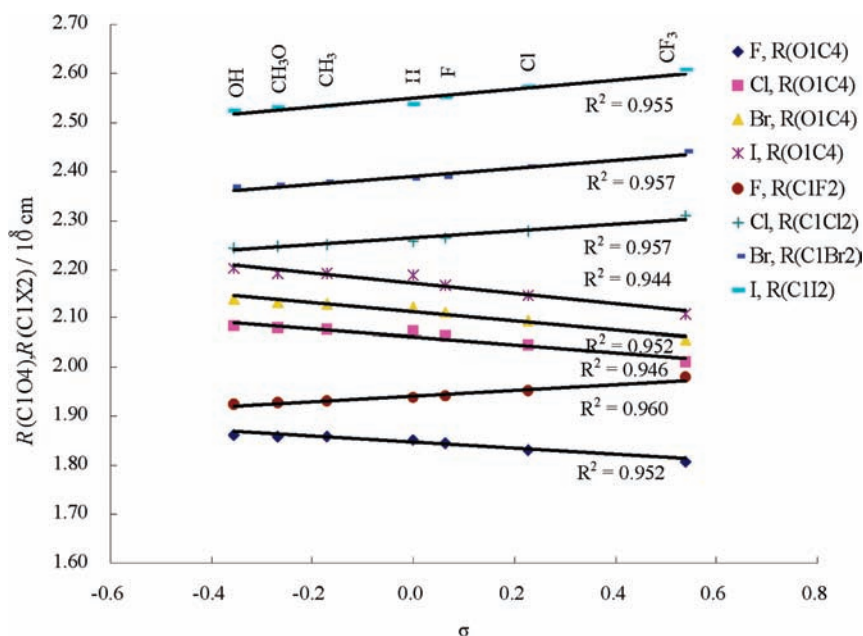 2.70
2.60
2.50
2.40
2.30
2.20
2.10
2.00
1.90
1.80
1.70
1.60
R(C1O4),R(C1X2) / 10⁸ cm
OH
CH₃O
CH₃
H
F
Cl
CF₃
R² = 0.955
R² = 0.957
R² = 0.957
R² = 0.944
R² = 0.952
R² = 0.946
R² = 0.960
R² = 0.952
-0.6 -0.4 -0.2 0.0 0.2 0.4 0.6 0.8
σ
F, R(O1C4)
Cl, R(O1C4)
Br, R(O1C4)
I, R(O1C4)
F, R(C1F2)
Cl, R(C1Cl2)
Br, R(C1Br2)
I, R(C1I2)